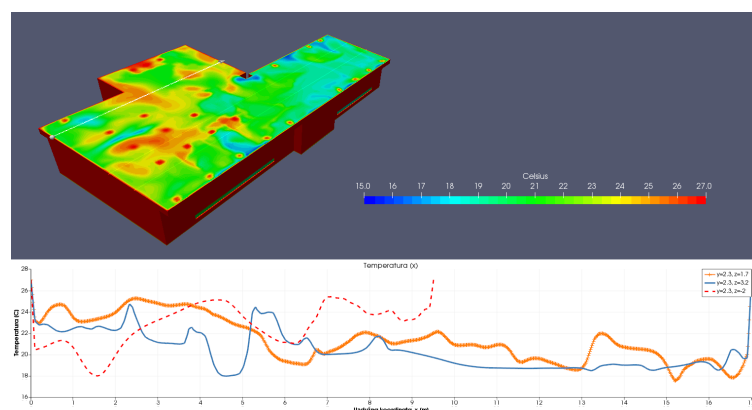 Celsius
15.0 16 17 18 19 20 21 22 23 24 25 26 27.0
Temperatura (x)
28
26
24
22
20
18
16
Temperatura (C)
y=2.3, z=1.7
y=2.3, z=3.2
y=2.3, z=-2
0 1 2 3 4 5 6 7 8 9 10 11 12 13 14 15 16 17
koordinata, x (m)